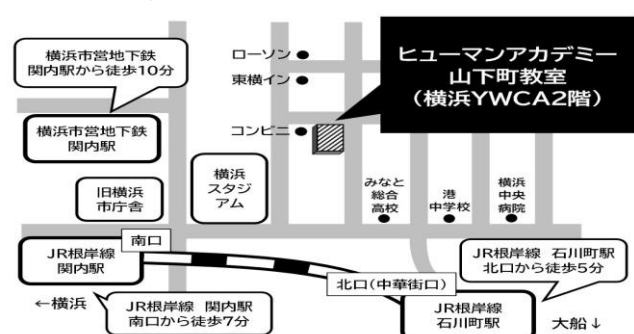 横浜市営地下鉄
関内駅から徒歩10分
ローソン
東横イン
コンビニ
ヒューマンアカデミー
山下町教室
（横浜YWCA2階）
横浜市営地下鉄
関内駅
旧横浜
市庁舎
横浜
スタジ
アム
みなと
総合
高校
港
中学校
横浜
中央
病院
南口
JR根岸線
関内駅
←横浜
JR根岸線 関内駅
南口から徒歩7分
北口(中華街口)
JR根岸線 石川町駅
北口から徒歩5分
JR根岸線
石川町駅
大船↓